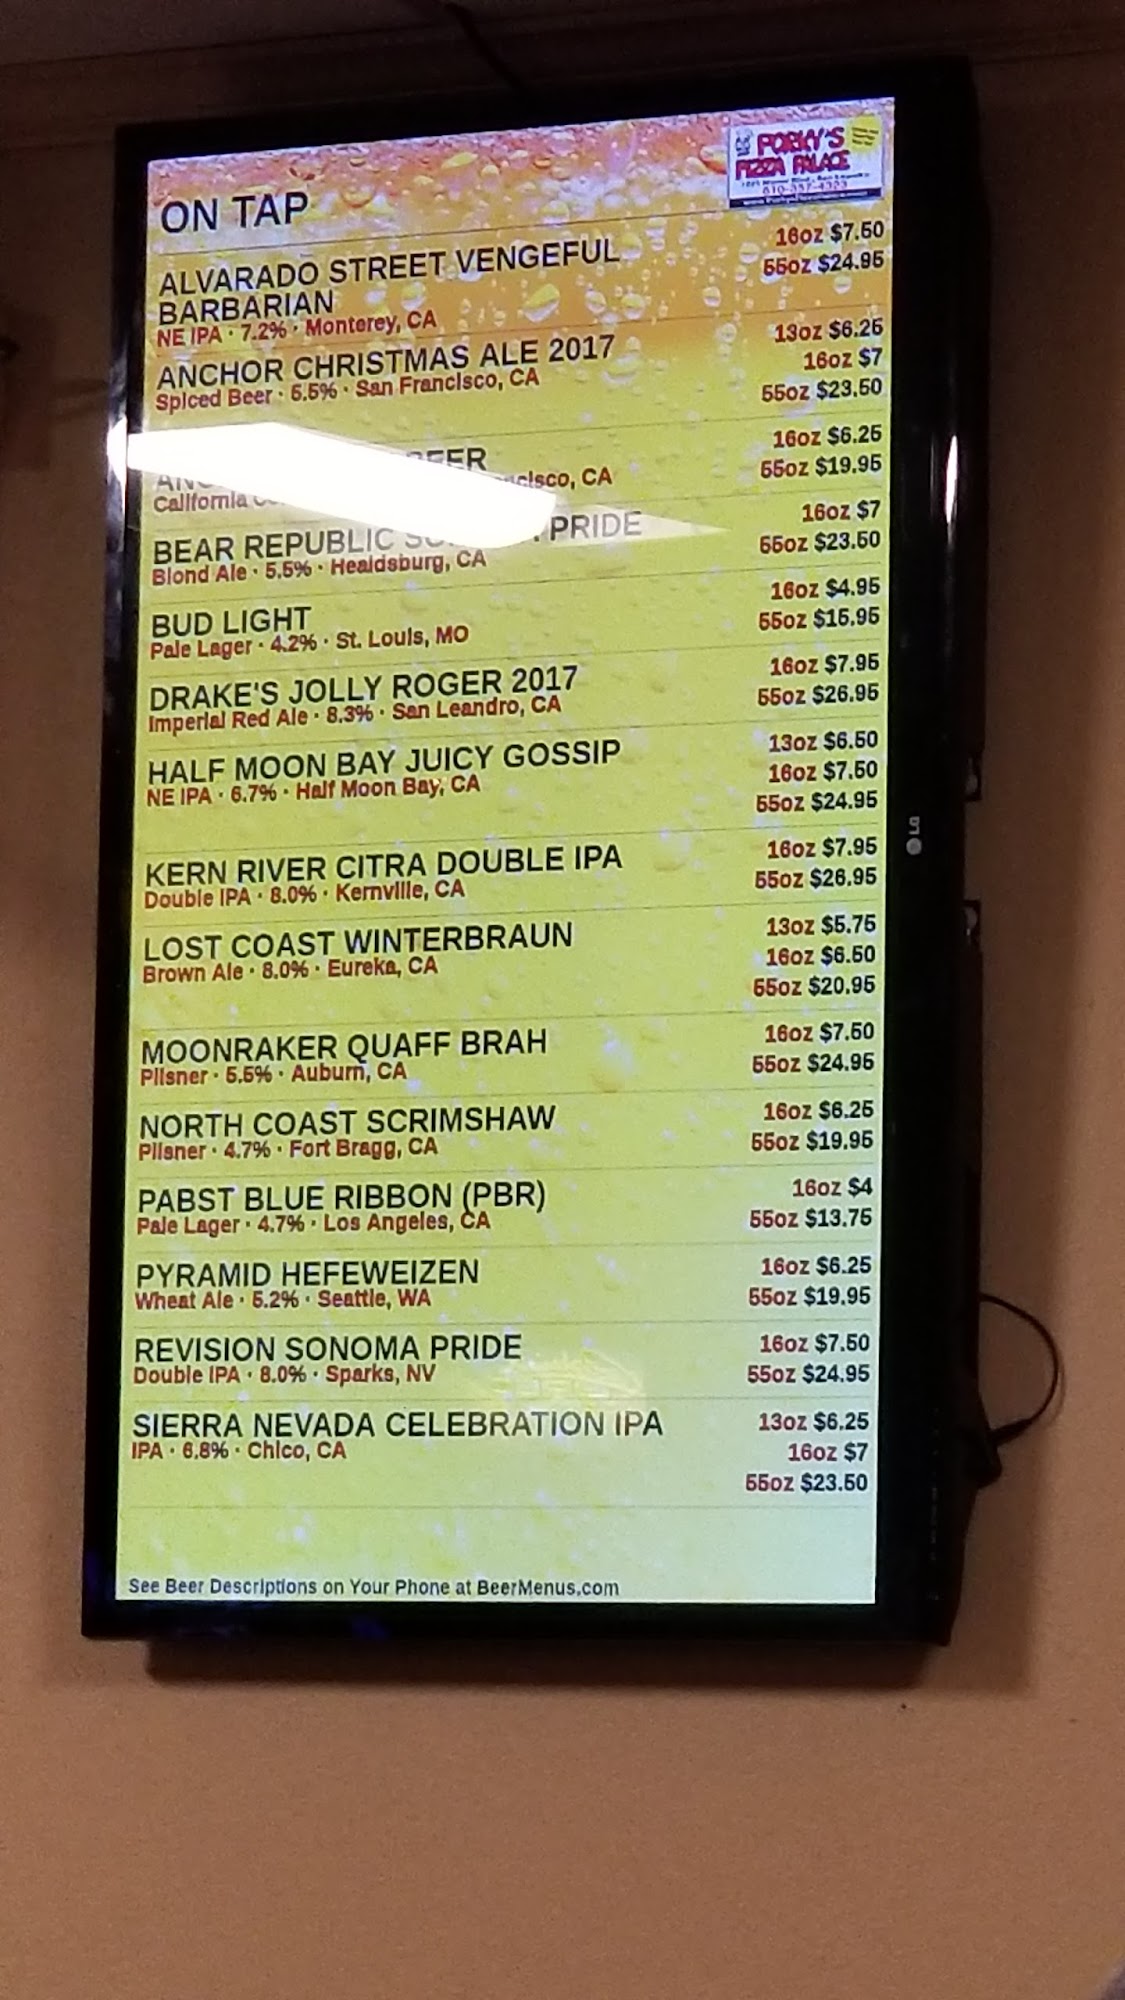 PORKY'S
PIZZA PALACE
ON TAP
ALVARADO STREET VENGEFUL
BARBARIAN
NE IPA · 7.2% · Monterey, CA
16oz $7.50
55oz $24.95
ANCHOR CHRISTMAS ALE 2017
Spiced Beer · 5.5% · San Francisco, CA
13oz $6.25
16oz $7
55oz $23.50
BEER
California CA
16oz $6.25
55oz $19.95
BEAR REPUBLIC PRIDE
Blond Ale · 5.5% · Healdsburg, CA
16oz $7
55oz $23.50
BUD LIGHT
Pale Lager · 4.2% · St. Louis, MO
16oz $4.95
55oz $15.95
DRAKE'S JOLLY ROGER 2017
Imperial Red Ale · 8.3% · San Leandro, CA
16oz $7.95
55oz $26.95
HALF MOON BAY JUICY GOSSIP
NE IPA · 6.7% · Half Moon Bay, CA
13oz $6.50
16oz $7.50
55oz $24.95
KERN RIVER CITRA DOUBLE IPA
Double IPA · 8.0% · Kernville, CA
16oz $7.95
55oz $26.95
LOST COAST WINTERBRAUN
Brown Ale · 8.0% · Eureka, CA
13oz $5.75
16oz $6.50
55oz $20.95
MOONRAKER QUAFF BRAH
Pilsner · 5.5% · Auburn, CA
16oz $7.50
55oz $24.95
NORTH COAST SCRIMSHAW
Pilsner · 4.7% · Fort Bragg, CA
16oz $6.25
55oz $19.95
PABST BLUE RIBBON (PBR)
Pale Lager · 4.7% · Los Angeles, CA
16oz $4
55oz $13.75
PYRAMID HEFEWEIZEN
Wheat Ale · 5.2% · Seattle, WA
16oz $6.25
55oz $19.95
REVISION SONOMA PRIDE
Double IPA · 8.0% · Sparks, NV
16oz $7.50
55oz $24.95
SIERRA NEVADA CELEBRATION IPA
IPA · 6.8% · Chico, CA
13oz $6.25
16oz $7
55oz $23.50
See Beer Descriptions on Your Phone at BeerMenus.com
LG